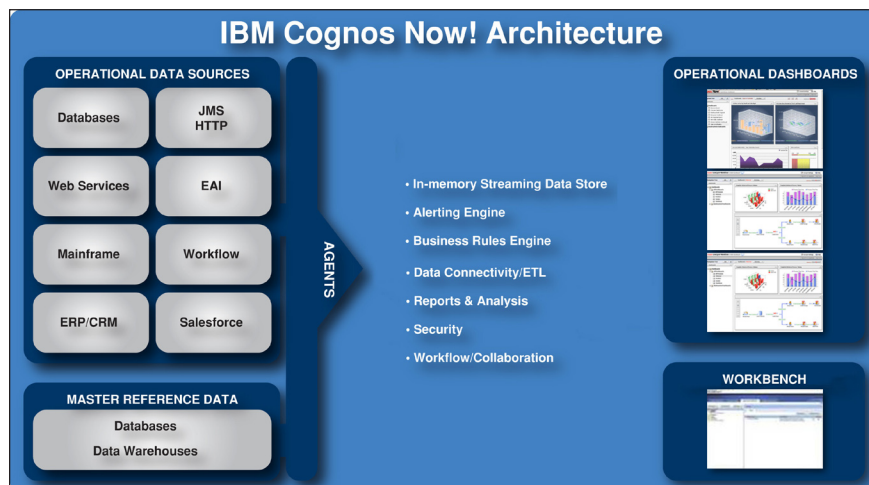 IBM Cognos Now! Architecture
OPERATIONAL DATA SOURCES
Databases
JMS
HTTP
Web Services
EAI
Mainframe
Workflow
ERP/CRM
Salesforce
MASTER REFERENCE DATA
Databases
Data Warehouses
AGENTS
• In-memory Streaming Data Store
• Alerting Engine
• Business Rules Engine
• Data Connectivity/ETL
• Reports & Analysis
• Security
• Workflow/Collaboration
OPERATIONAL DASHBOARDS
WORKBENCH